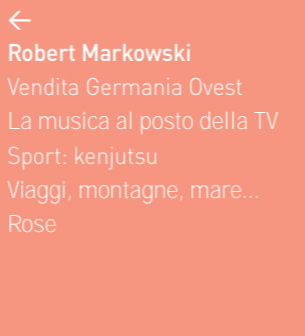 Robert Markowski
Vendita Germania Ovest
La musica al posto della TV
Sport: kenjutsu
Viaggi, montagne, mare...
Rose